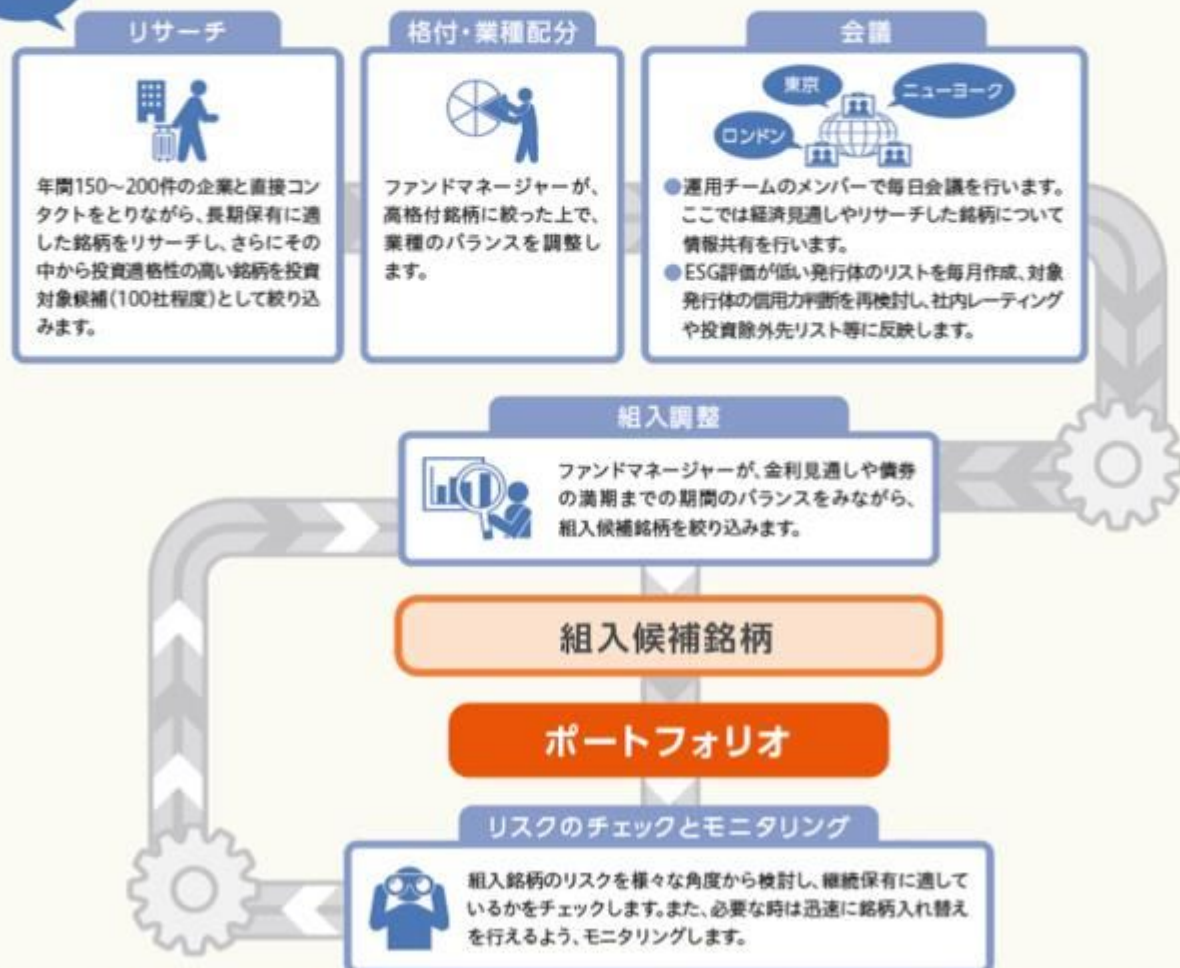 リサーチ
年間150〜200件の企業と直接コン
タクトをとりながら、長期保有に適
した銘柄をリサーチし、さらにその
中から投資適格性の高い銘柄を投資
対象候補(100社程度)として絞り込
みます。
格付・業種配分
ファンドマネージャーが、
高格付銘柄に絞った上で、
業種のバランスを調整し
ます。
会議
東京
ニューヨーク
ロンドン
●運用チームのメンバーで毎日会議を行います。
ここでは経済見通しやリサーチした銘柄について
情報共有を行います。
●ESG評価が低い発行体のリストを毎月作成、対象
発行体の信用力判断を再検討し、社内レーティング
や投資除外先リスト等に反映します。
組入調整
ファンドマネージャーが、金利見通しや債券
の満期までの期間のバランスをみながら、
組入候補銘柄を絞り込みます。
組入候補銘柄
ポートフォリオ
リスクのチェックとモニタリング
組入銘柄のリスクを様々な角度から検討し、継続保有に適して
いるかをチェックします。また、必要な時は迅速に銘柄入れ替え
を行えるよう、モニタリングします。